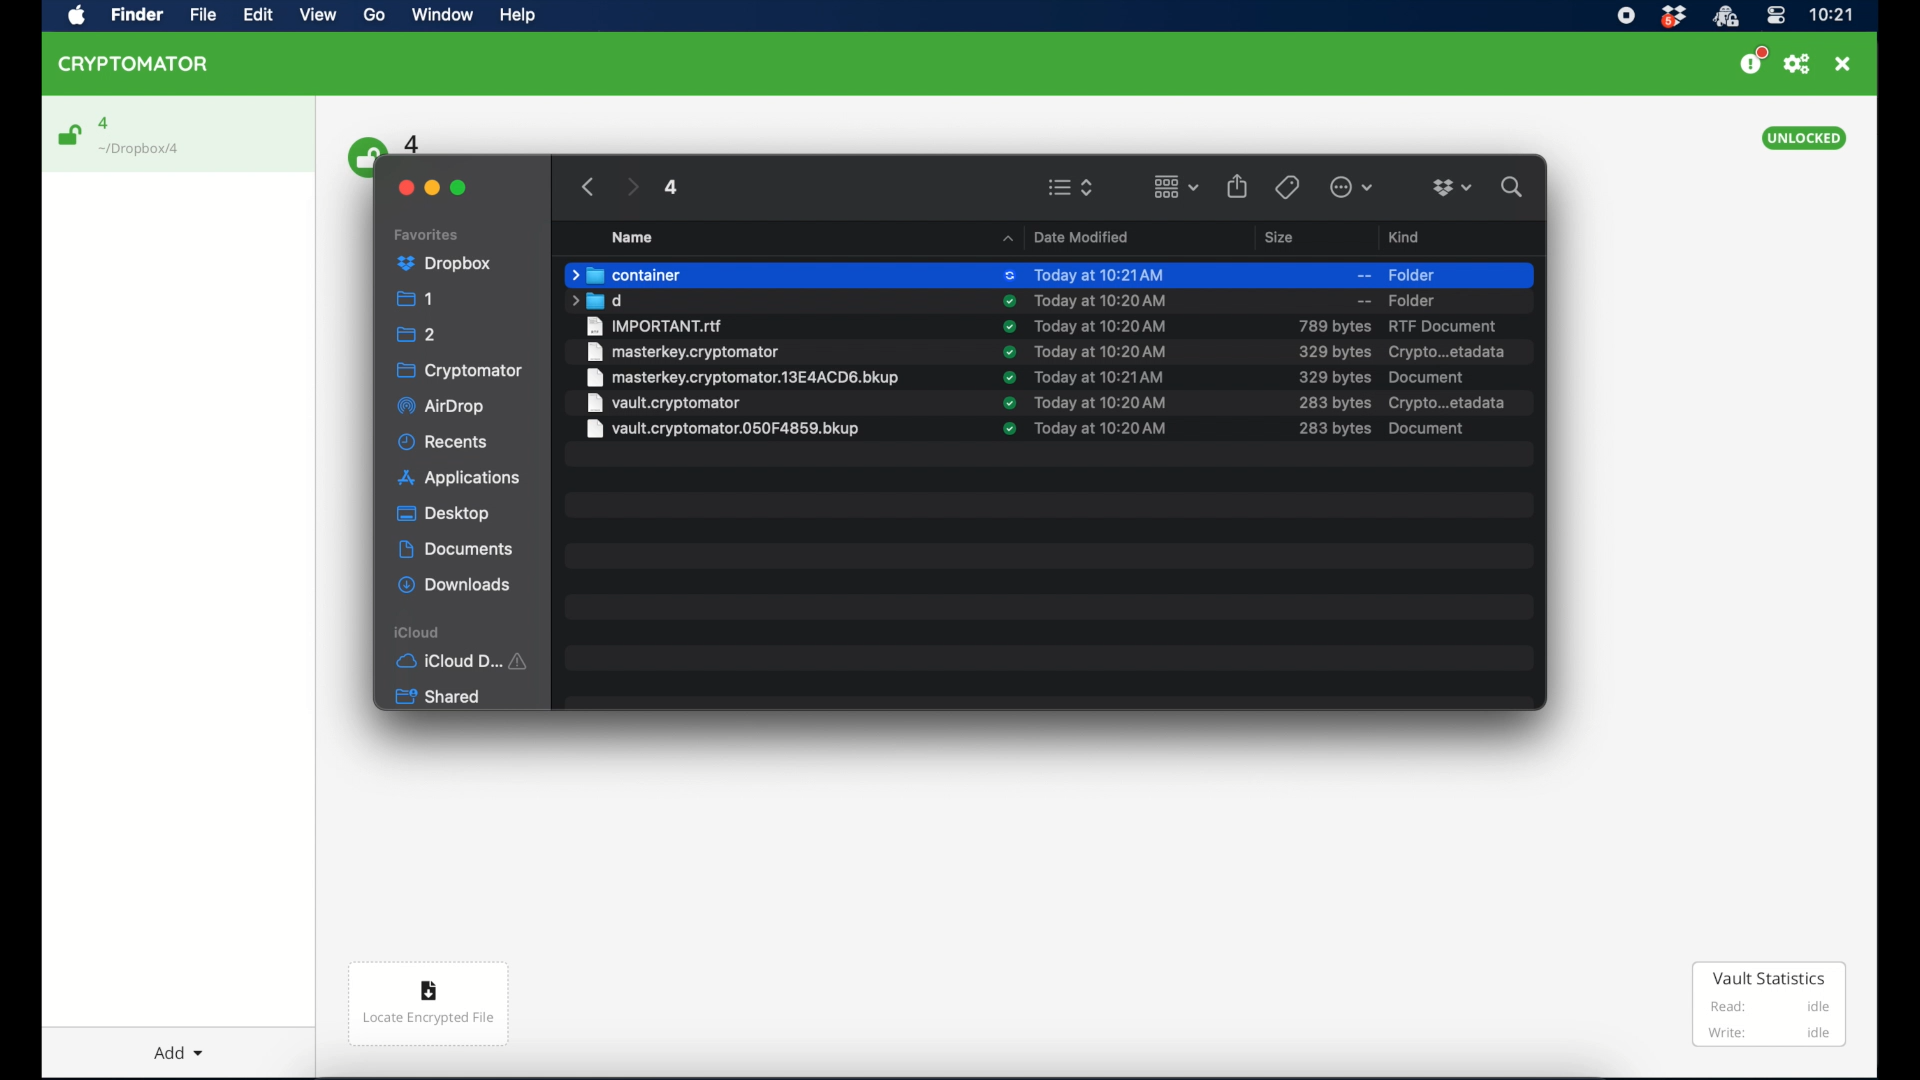 Finder File Edit View Go Window Help 5 10:21
CRYPTOMATOR
4
~/Dropbox/4
4
UNLOCKED
4
Favorites
Dropbox
1
2
Cryptomator
AirDrop
Recents
Applications
Desktop
Documents
Downloads
iCloud
iCloud D...
Shared
Name Date Modified Size Kind
container Today at 10:21 AM -- Folder
d Today at 10:20 AM -- Folder
IMPORTANT.rtf Today at 10:20 AM 789 bytes RTF Document
masterkey.cryptomator Today at 10:20 AM 329 bytes Crypto...etadata
masterkey.cryptomator.13E4ACD6.bkup Today at 10:21 AM 329 bytes Document
vault.cryptomator Today at 10:20 AM 283 bytes Crypto...etadata
vault.cryptomator.050F4859.bkup Today at 10:20 AM 283 bytes Document
Locate Encrypted File
Vault Statistics
Read: idle
Write: idle
Add